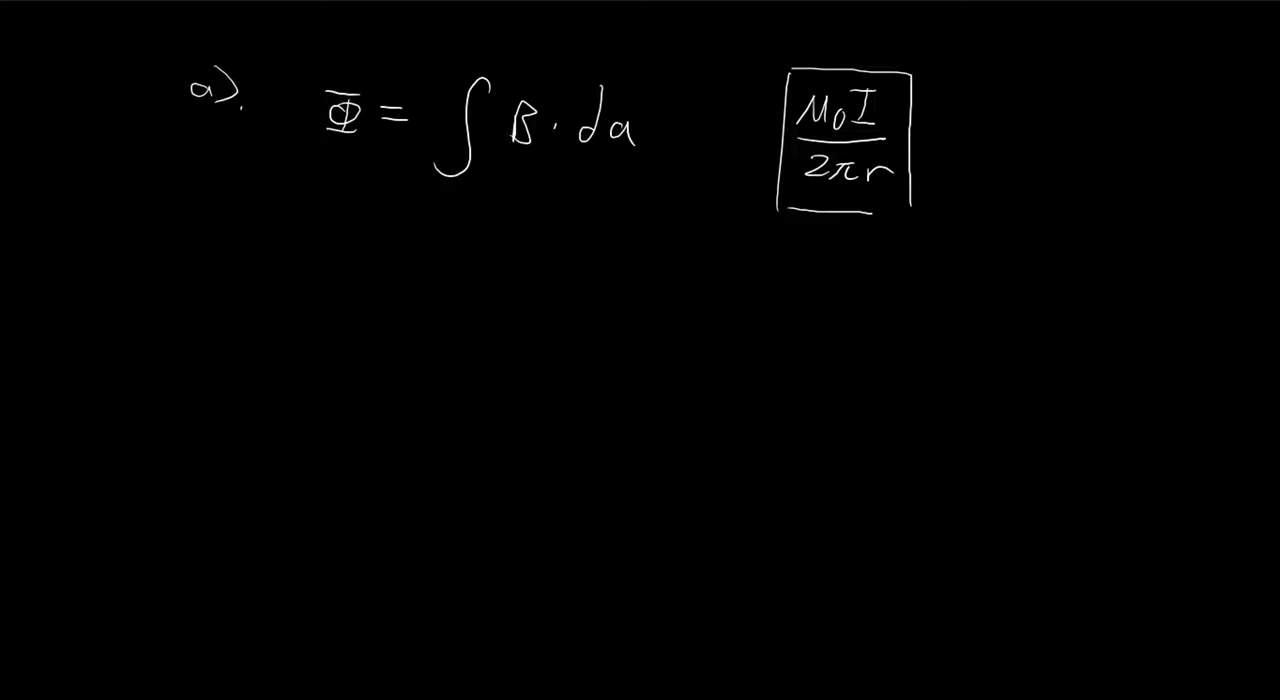 a). Φ = ∫ B · da
μ₀I / 2πr